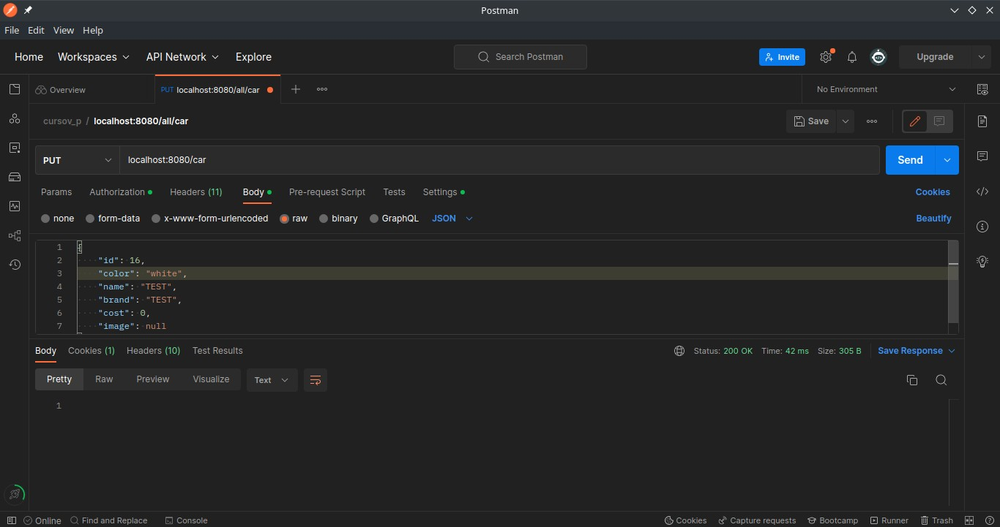 Postman
File Edit View Help
Home Workspaces API Network Explore Search Postman Invite Upgrade
Overview PUT localhost:8080/all/car No Environment
cursov_p / localhost:8080/all/car Save
PUT localhost:8080/car Send
Params Authorization Headers (11) Body Pre-request Script Tests Settings Cookies
none form-data x-www-form-urlencoded raw binary GraphQL JSON Beautify
1 {
2 "id": 16,
3 "color": "white",
4 "name": "TEST",
5 "brand": "TEST",
6 "cost": 0,
7 "image": null
Body Cookies (1) Headers (10) Test Results Status: 200 OK Time: 42 ms Size: 305 B Save Response
Pretty Raw Preview Visualize Text
1
Online Find and Replace Console Cookies Capture requests Bootcamp Runner Trash